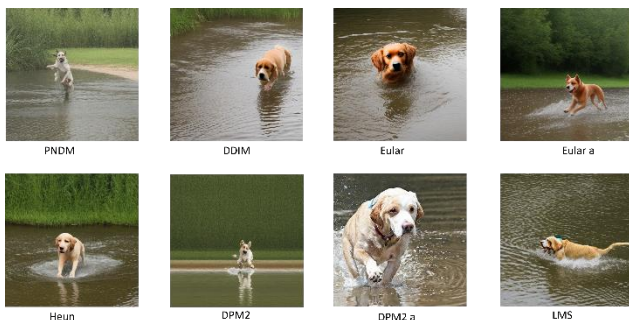 PNDM
DDIM
Eular
Eular a
Heun
DPM2
DPM2 a
LMS